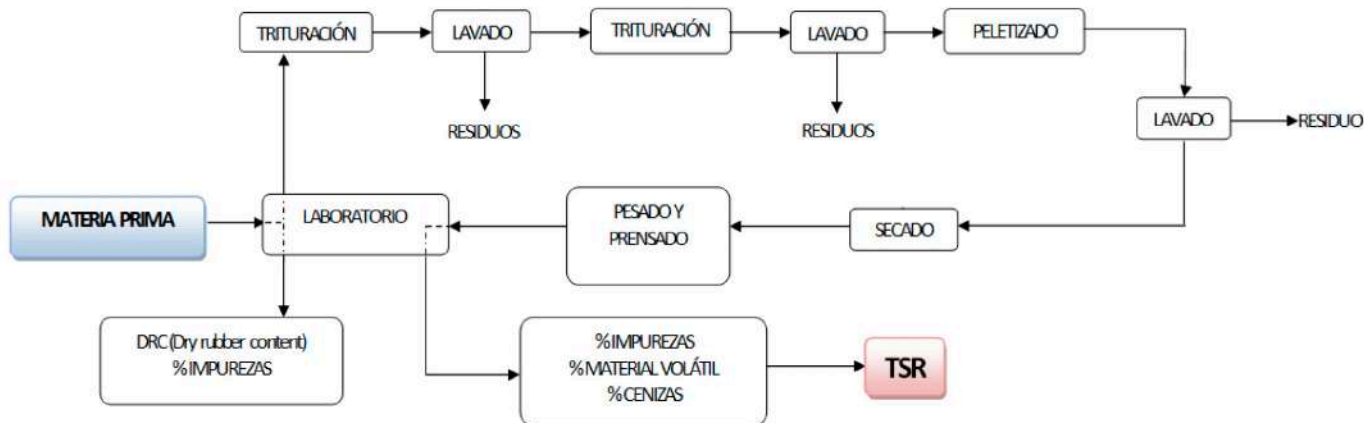 TRITURACIÓN
LAVADO
TRITURACIÓN
LAVADO
PELETIZADO
RESIDUOS
RESIDUOS
LAVADO
RESIDUO
MATERIA PRIMA
LABORATORIO
PESADO Y
PRENSADO
SECADO
DRC (Dry rubber content)
% IMPUREZAS
% IMPUREZAS
% MATERIAL VOLÁTIL
% CENIZAS
TSR